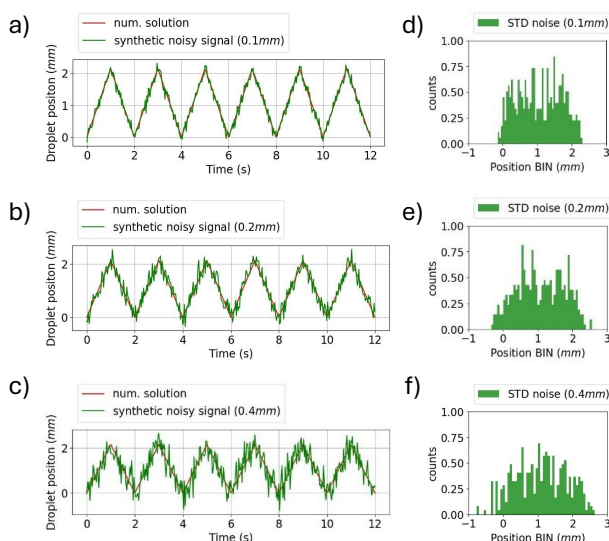 a)
num. solution
synthetic noisy signal (0.1mm)
Droplet positon (mm)
2
1
0
0 2 4 6 8 10 12
Time (s)
d)
STD noise (0.1mm)
counts
1.00
0.75
0.50
0.25
0.00
−1 0 1 2 3
Position BIN (mm)
b)
num. solution
synthetic noisy signal (0.2mm)
Droplet positon (mm)
2
0
0 2 4 6 8 10 12
Time (s)
e)
STD noise (0.2mm)
counts
1.00
0.75
0.50
0.25
0.00
−1 0 1 2 3
Position BIN (mm)
c)
num. solution
synthetic noisy signal (0.4mm)
Droplet positon (mm)
2
0
0 2 4 6 8 10 12
Time (s)
f)
STD noise (0.4mm)
counts
1.00
0.75
0.50
0.25
0.00
−1 0 1 2 3
Position BIN (mm)